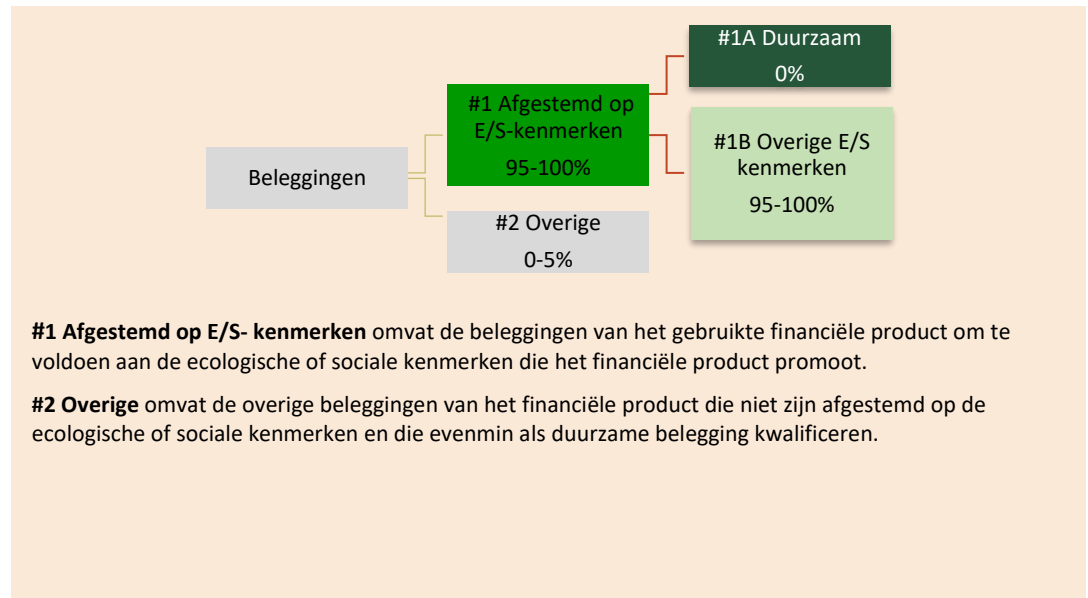 #1A Duurzaam
0%
#1 Afgestemd op
E/S-kenmerken
95-100%
#1B Overige E/S
kenmerken
95-100%
Beleggingen
#2 Overige
0-5%
#1 Afgestemd op E/S- kenmerken omvat de beleggingen van het gebruikte financiële product om te
voldoen aan de ecologische of sociale kenmerken die het financiële product promoot.
#2 Overige omvat de overige beleggingen van het financiële product die niet zijn afgestemd op de
ecologische of sociale kenmerken en die evenmin als duurzame belegging kwalificeren.